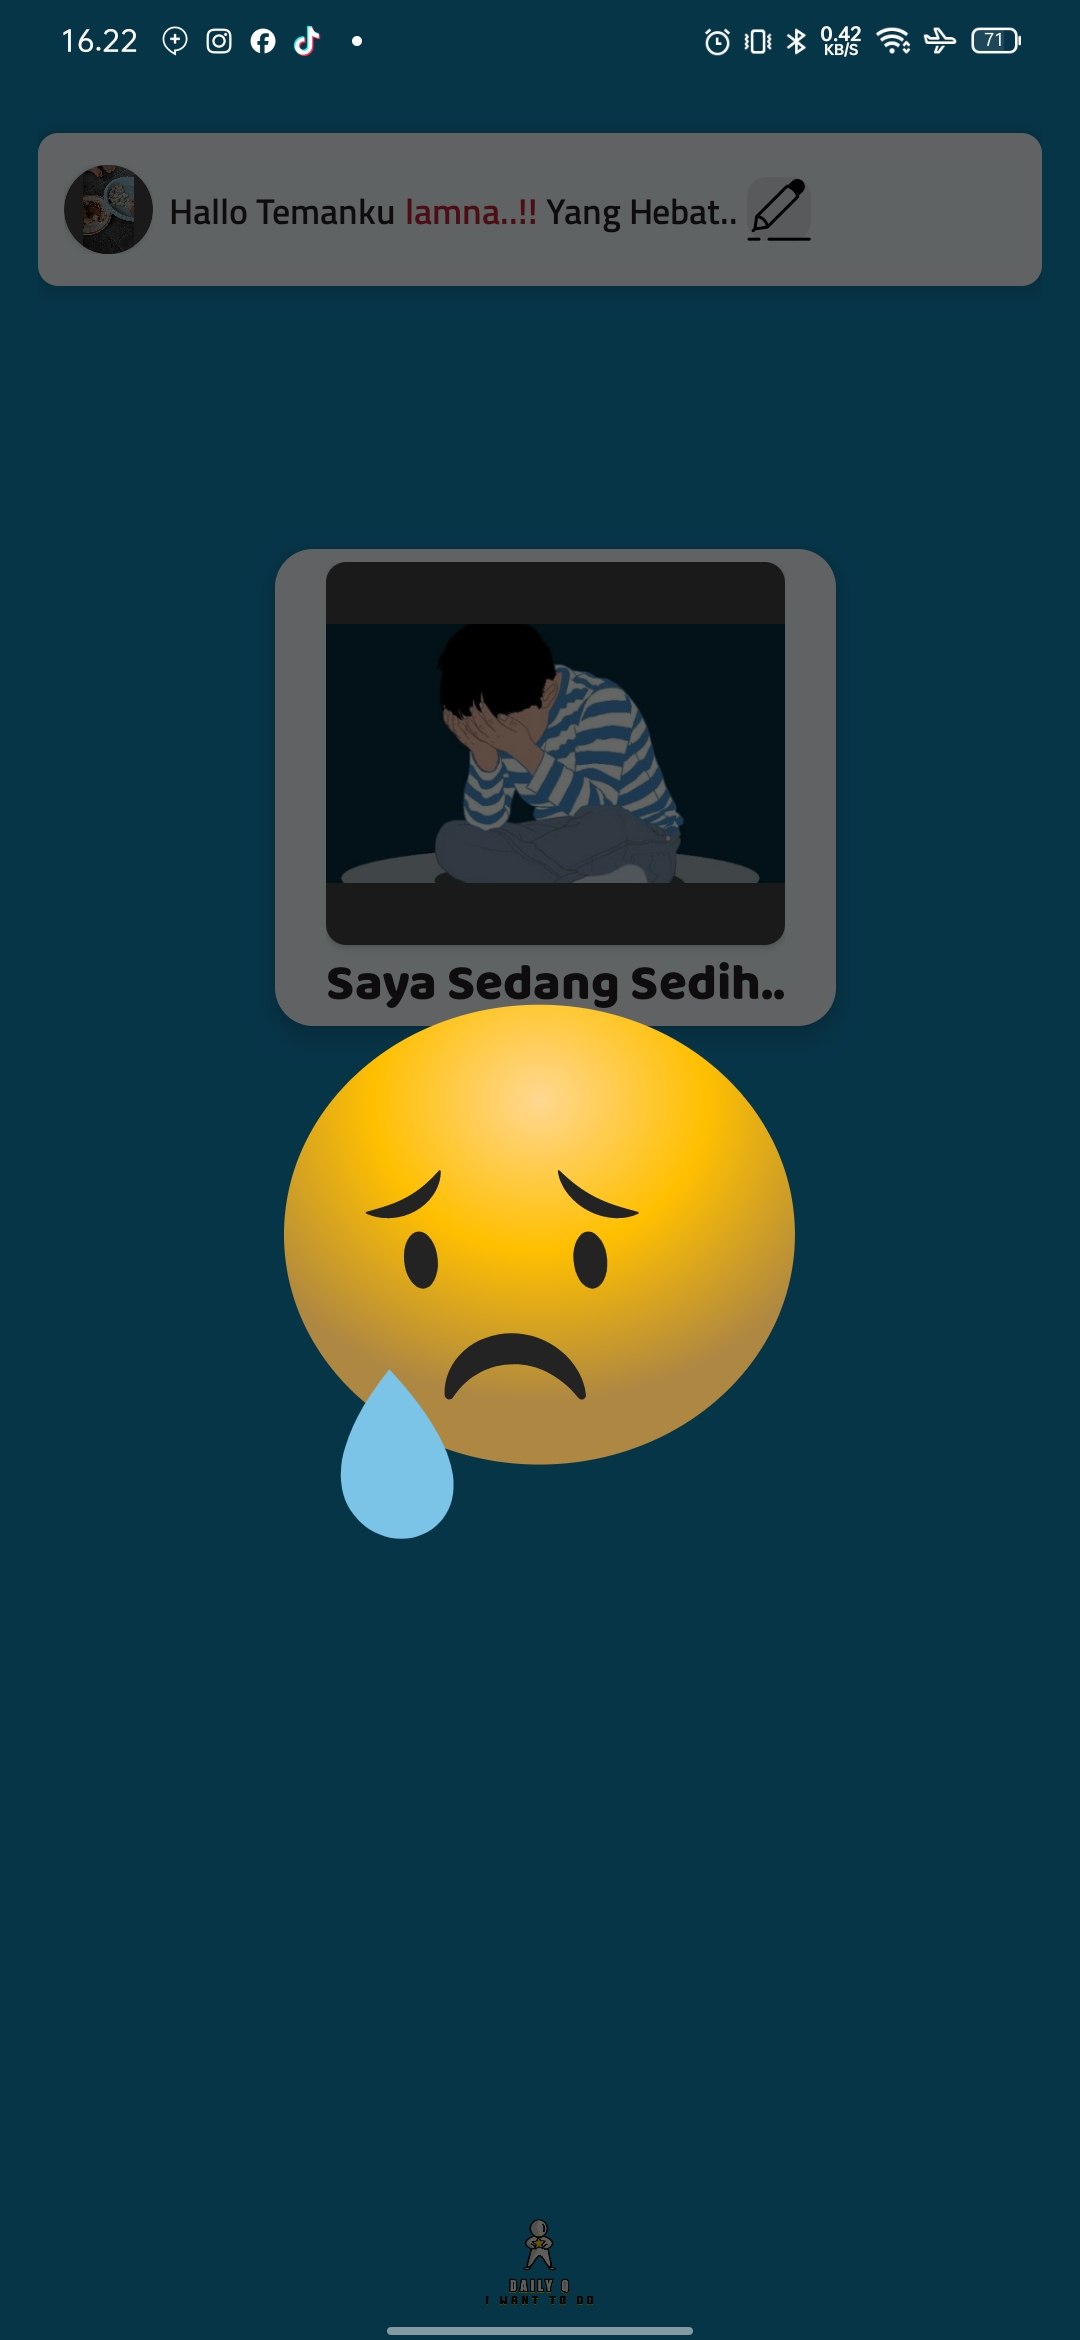 16.22
0.42
KB/S
71
Hallo Temanku lamna..!! Yang Hebat..
Saya Sedang Sedih..
DAILY Q
I WANT TO DO